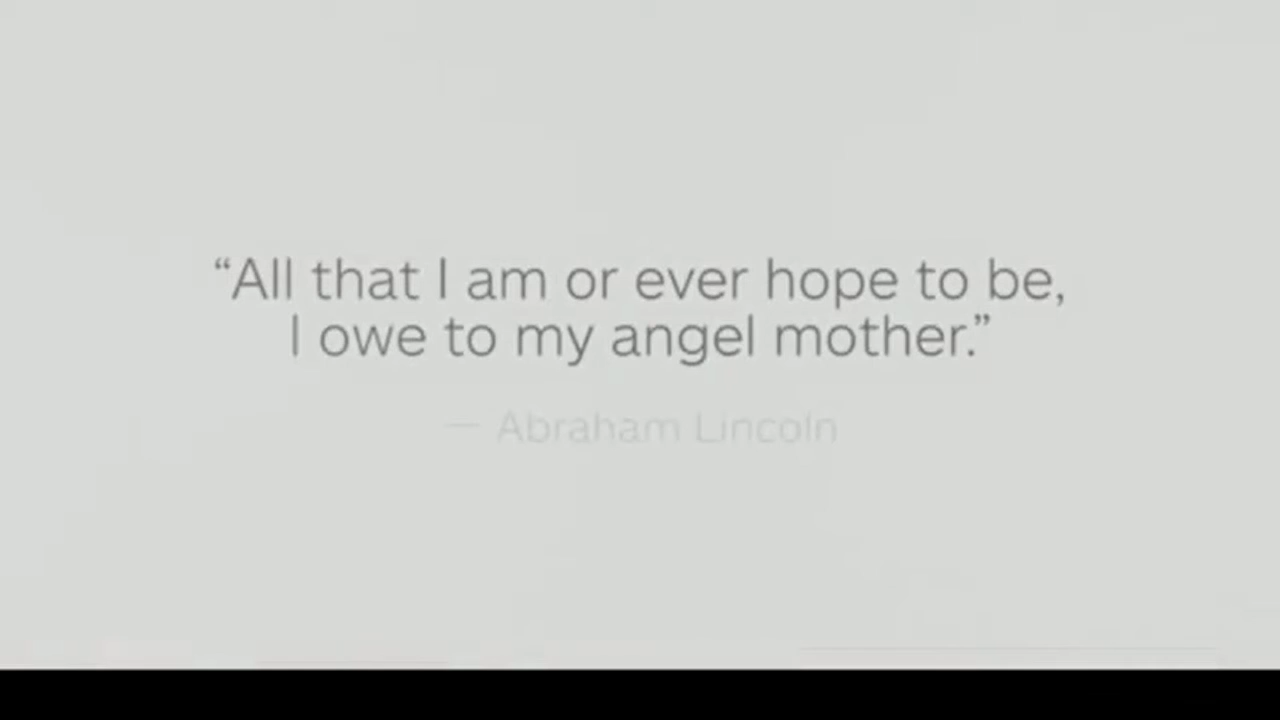 “All that I am or ever hope to be,
I owe to my angel mother.”
— Abraham Lincoln